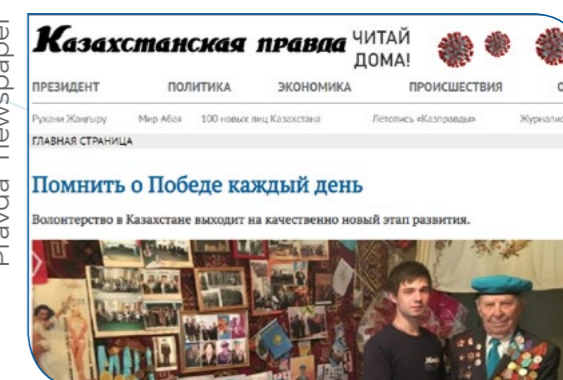 Pravda newspaper
Казахстанская правда
ЧИТАЙ
ДОМА!
ПРЕЗИДЕНТ ПОЛИТИКА ЭКОНОМИКА ПРОИСШЕСТВИЯ О
Рухани Жаңғыру Мир Абая 100 новых лиц Казахстана Летопись «Казправды» Журналис
ГЛАВНАЯ СТРАНИЦА
Помнить о Победе каждый день
Волонтерство в Казахстане выходит на качественно новый этап развития.